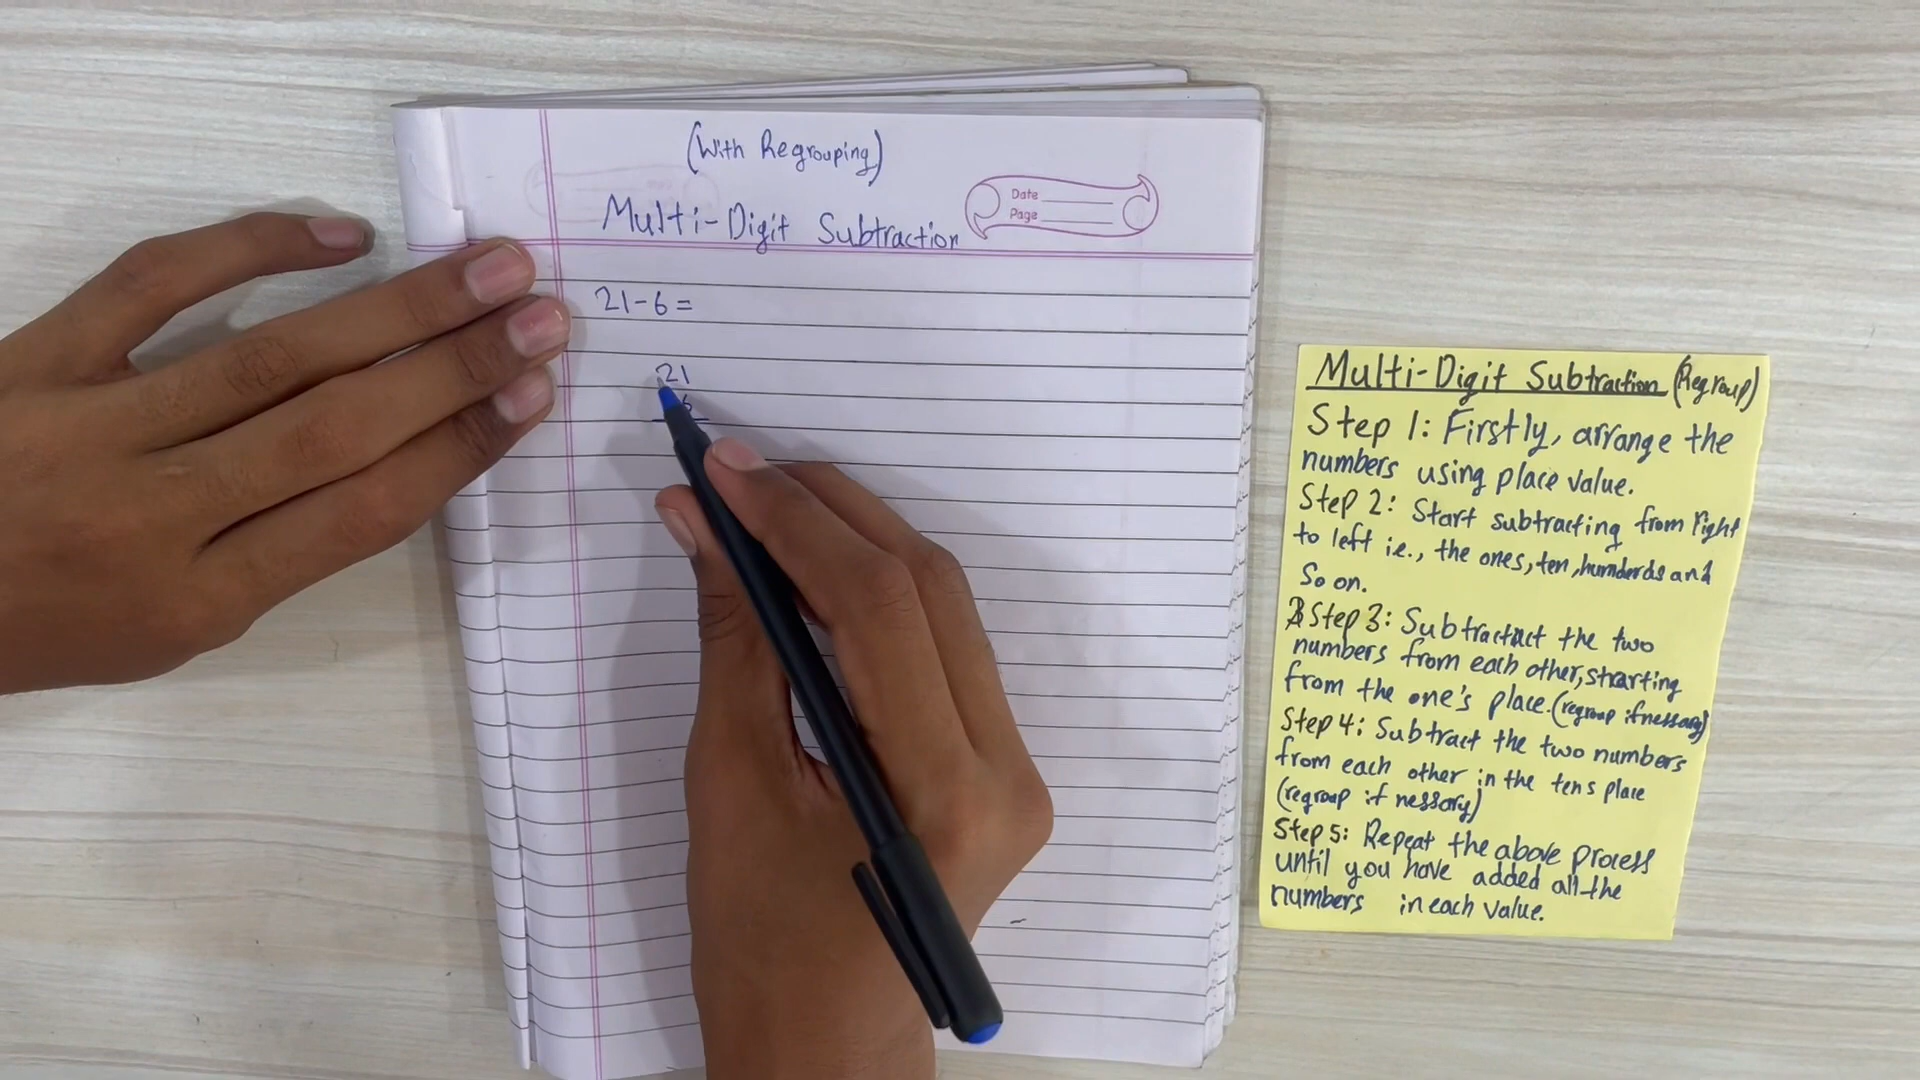 (With Regrouping)
Multi-Digit Subtraction
Date
Page
21-6=
21
6
Multi-Digit Subtraction (Regroup)
Step 1: Firstly, arrange the
numbers using place value.
Step 2: Start subtracting from right
to left i.e., the ones, ten, humderds and
So on.
Step 3: Subtractact the two
numbers from each other, strarting
from the one's place. (regroup if nessary)
Step 4: Subtract the two numbers
from each other in the tens place
(regroup if nessory)
Step 5: Repeat the above process
until you have added all the
numbers in each value.